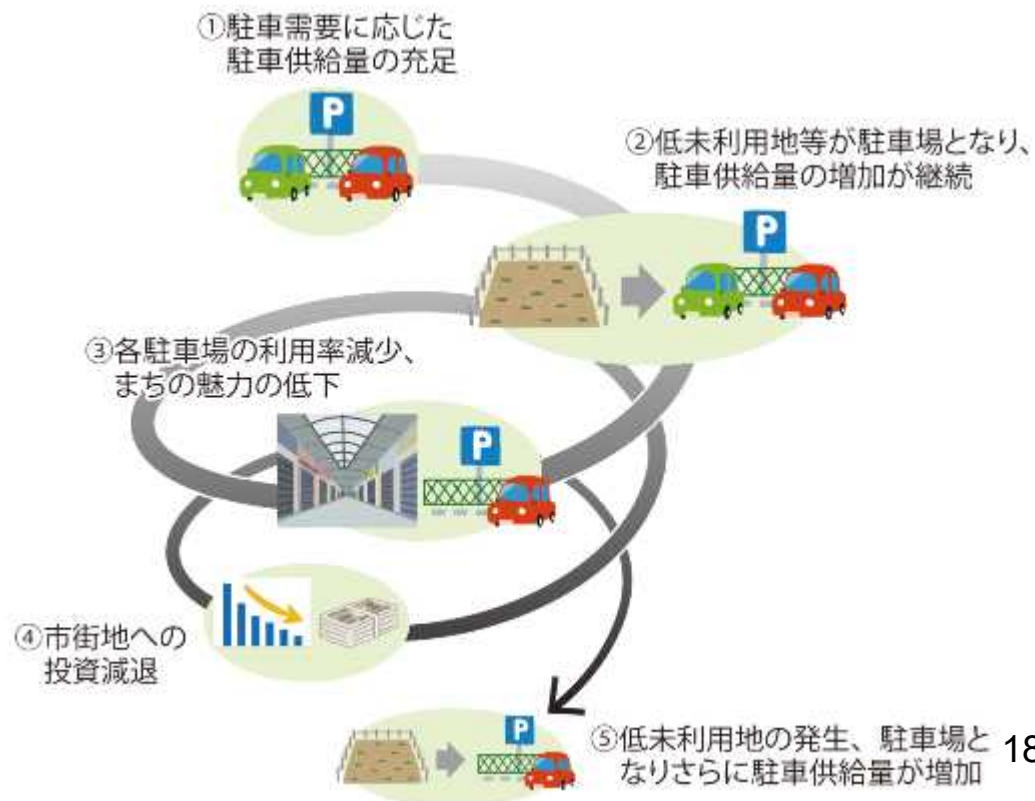 ①駐車需要に応じた
駐車供給量の充足
P
②低未利用地等が駐車場となり、
駐車供給量の増加が継続
P
③各駐車場の利用率減少、
まちの魅力の低下
P
④市街地への
投資減退
P
⑤低未利用地の発生、駐車場と
なりさらに駐車供給量が増加
18